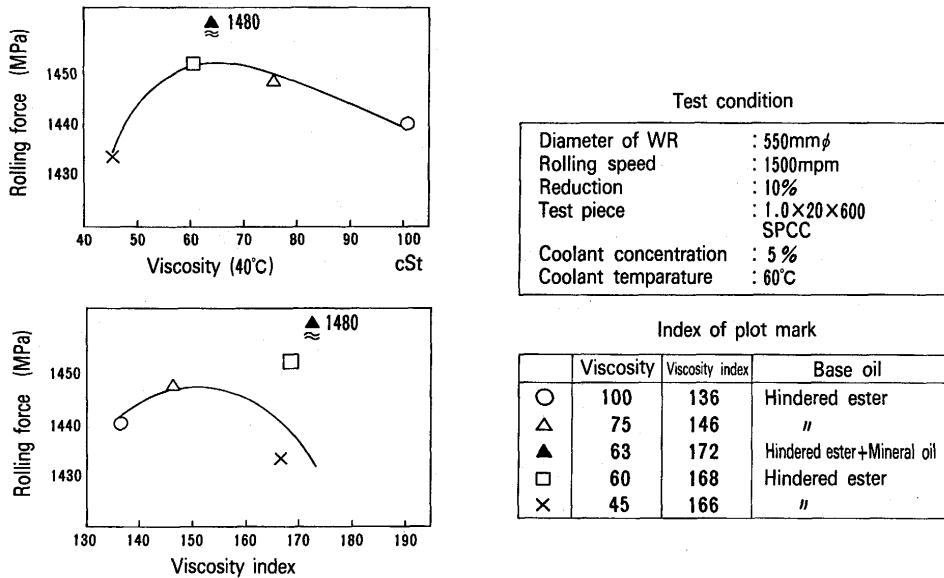 ▲ 1480
Rolling force (MPa)
1450
1440
1430
40 50 60 70 80 90 100
Viscosity (40℃) cSt
▲ 1480
Rolling force (MPa)
1450
1440
1430
130 140 150 160 170 180 190
Viscosity index
Test condition
Diameter of WR : 550mmϕ
Rolling speed : 1500mpm
Reduction : 10%
Test piece : 1.0×20×600
SPCC
Coolant concentration : 5%
Coolant temparature : 60℃
Index of plot mark
Viscosity Viscosity index Base oil
○ 100 136 Hindered ester
△ 75 146 〃
▲ 63 172 Hindered ester+Mineral oil
□ 60 168 Hindered ester
× 45 166 〃